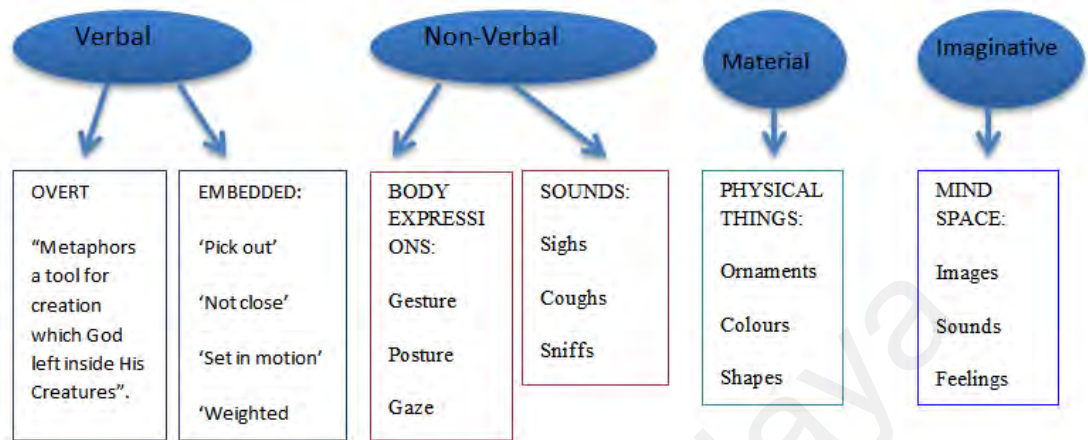 Verbal
Non-Verbal
Material
Imaginative
OVERT
“Metaphors
a tool for
creation
which God
left inside His
Creatures”.
EMBEDDED:
‘Pick out’
‘Not close’
‘Set in motion’
‘Weighted
BODY
EXPRESSI
ONS:
Gesture
Posture
Gaze
SOUNDS:
Sighs
Coughs
Sniffs
PHYSICAL
THINGS:
Ornaments
Colours
Shapes
MIND
SPACE:
Images
Sounds
Feelings